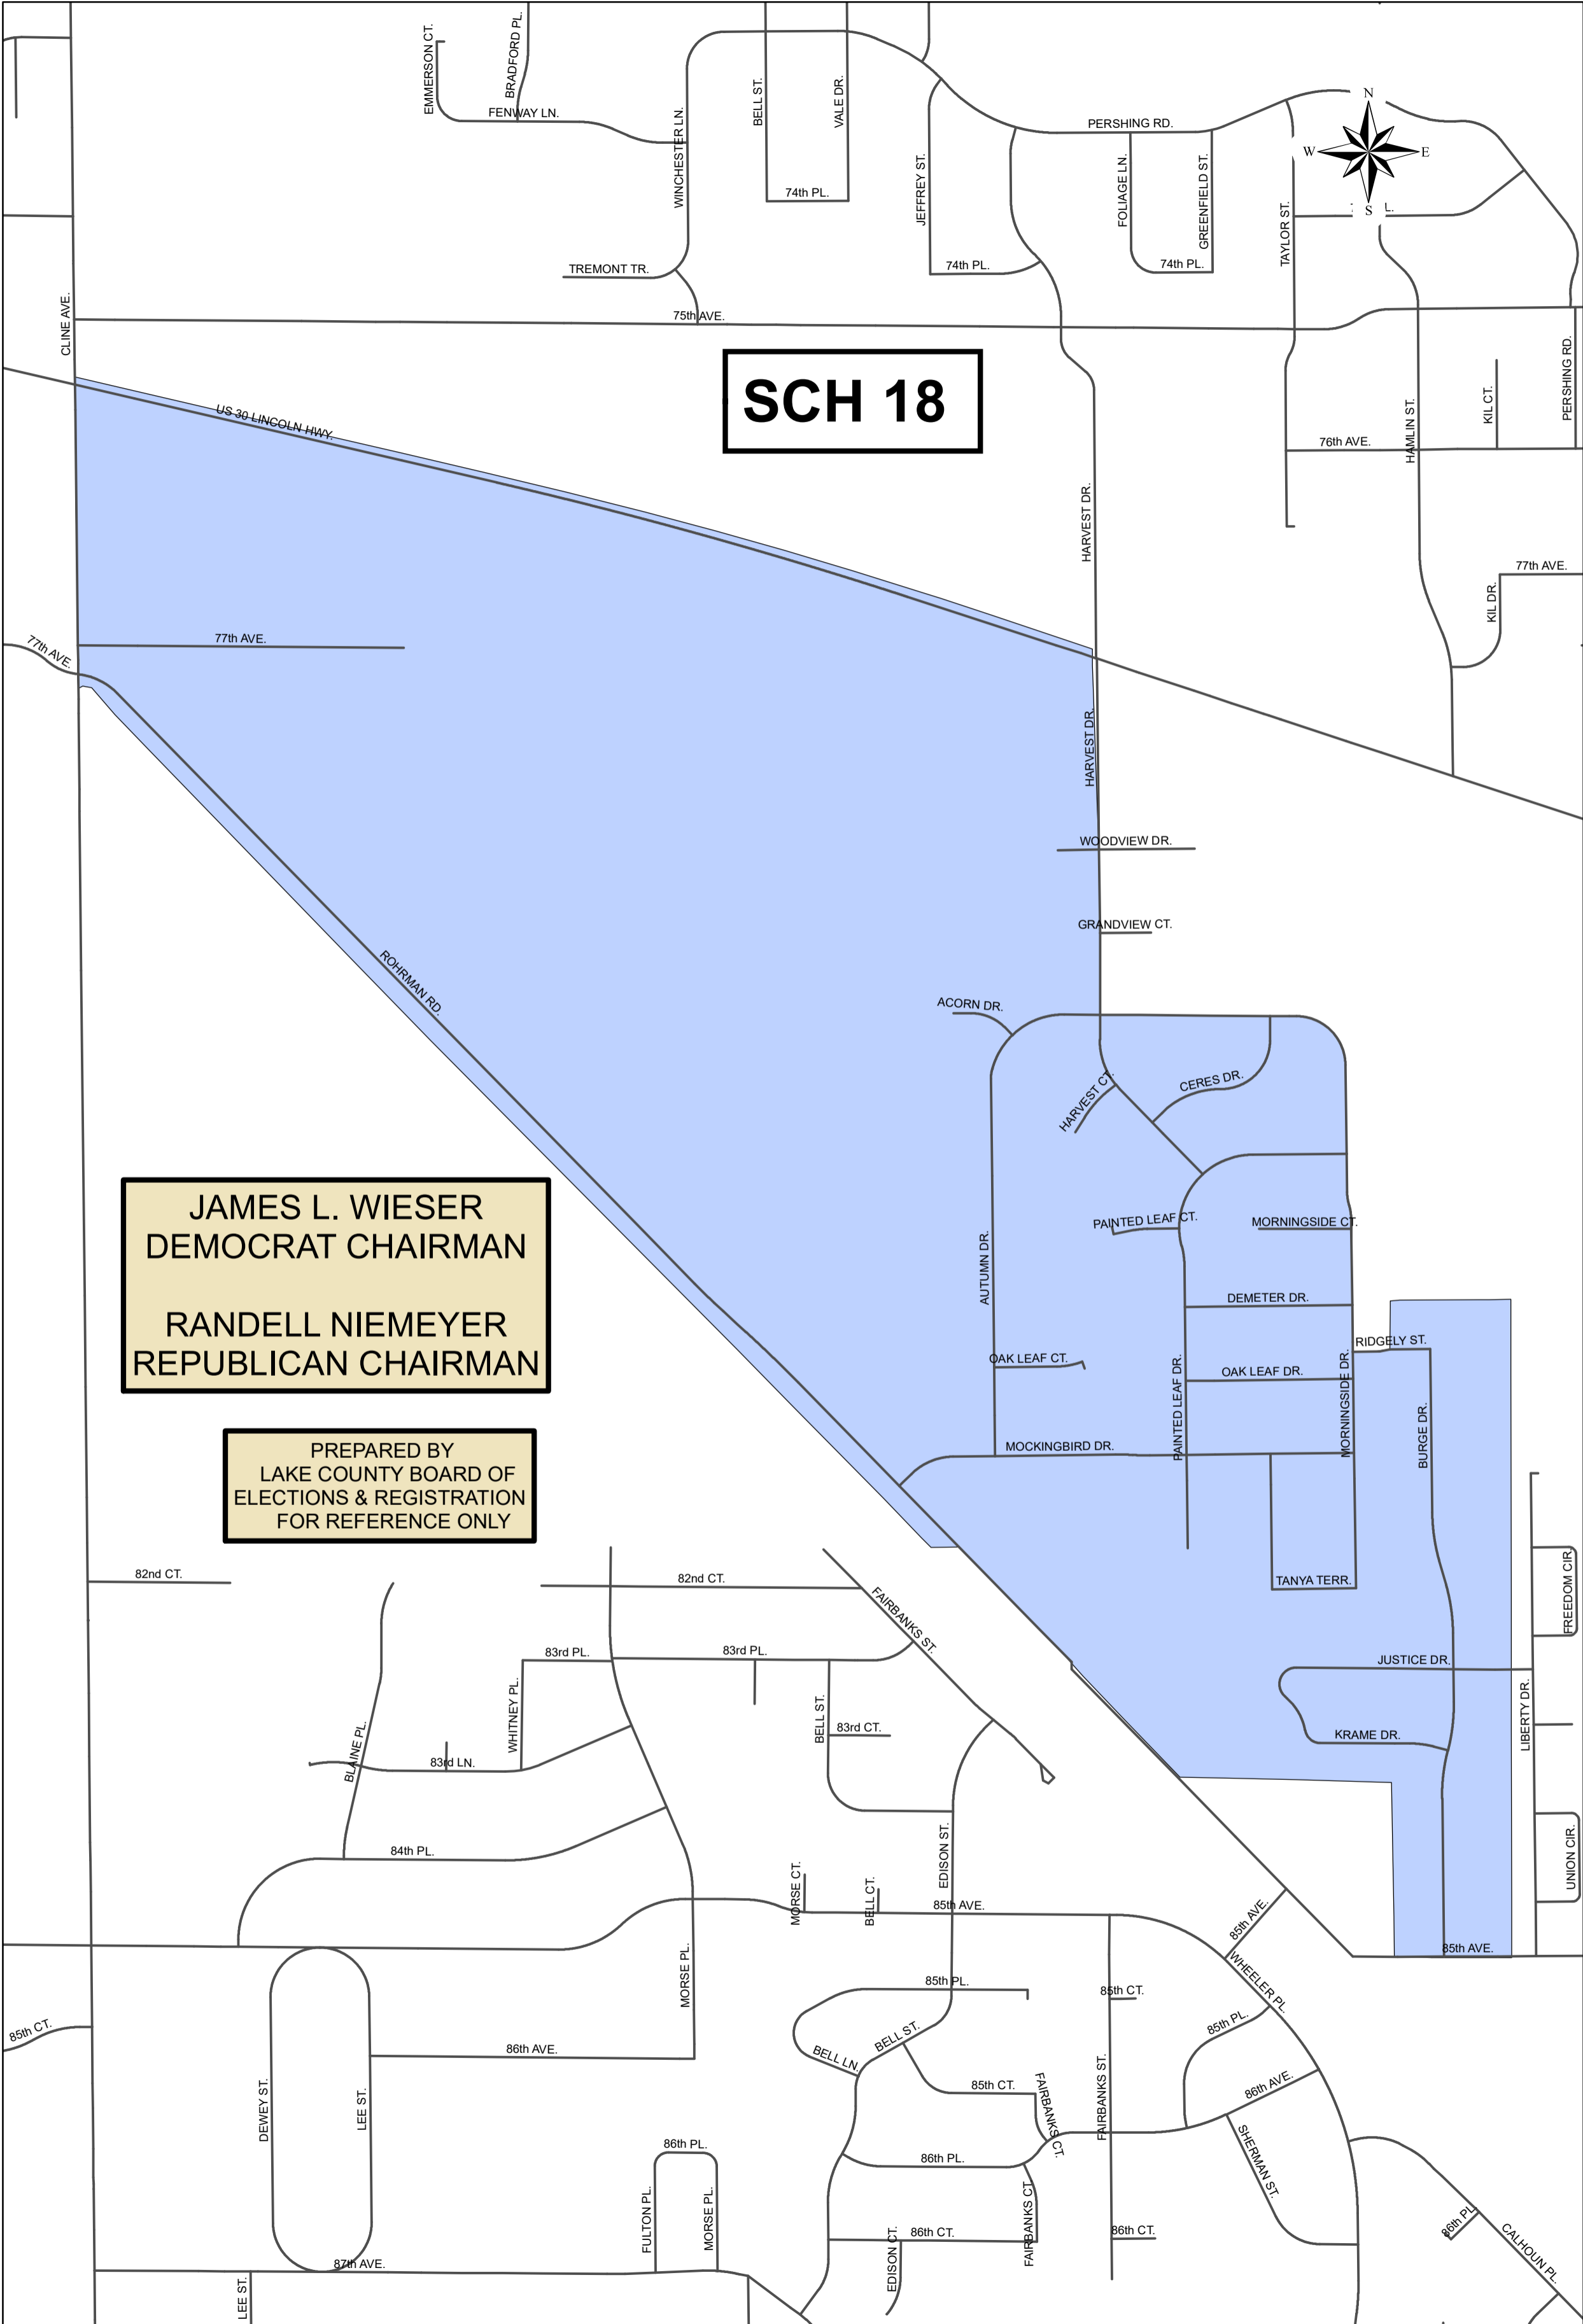 EMMERSON CT.
BRADFORD PL.
FENWAY LN.
WINCHESTER LN.
BELL ST.
VALE DR.
74th PL.
JEFFREY ST.
PERSHING RD.
FOLIAGE LN.
GREENFIELD ST.
TAYLOR ST.
N
W
E
S
L.
TREMONT TR.
74th PL.
74th PL.
CLINE AVE.
75th AVE.
SCH 18
US 30 LINCOLN HWY.
HARVEST DR.
76th AVE.
HAMLIN ST.
KIL CT.
PERSHING RD.
77th AVE.
KIL DR.
77th AVE.
77th AVE.
HARVEST DR.
WOODVIEW DR.
GRANDVIEW CT.
ROHRMAN RD.
ACORN DR.
HARVEST CT.
CERES DR.
JAMES L. WIESER
DEMOCRAT CHAIRMAN
RANDELL NIEMEYER
REPUBLICAN CHAIRMAN
AUTUMN DR.
PAINTED LEAF CT.
MORNINGSIDE CT.
DEMETER DR.
RIDGELY ST.
OAK LEAF CT.
PAINTED LEAF DR.
OAK LEAF DR.
MORNINGSIDE DR.
BURGE DR.
MOCKINGBIRD DR.
PREPARED BY
LAKE COUNTY BOARD OF
ELECTIONS & REGISTRATION
FOR REFERENCE ONLY
82nd CT.
82nd CT.
FAIRBANKS ST.
TANYA TERR.
FREEDOM CIR.
83rd PL.
83rd PL.
JUSTICE DR.
WHITNEY PL.
BELL ST.
83rd CT.
LIBERTY DR.
BLAINE PL.
83rd LN.
KRAME DR.
84th PL.
EDISON ST.
UNION CIR.
MORSE CT.
BELL CT.
85th AVE.
85th AVE.
85th AVE.
MORSE PL.
WHEELER PL.
85th PL.
85th CT.
85th CT.
85th PL.
BELL ST.
BELL LN.
86th AVE.
DEWEY ST.
LEE ST.
85th CT.
FAIRBANKS CT.
FAIRBANKS ST.
86th AVE.
86th PL.
86th PL.
SHERMAN ST.
FULTON PL.
MORSE PL.
FAIRBANKS CT.
86th CT.
86th CT.
EDISON CT.
86th PL.
CALHOUN PL.
87th AVE.
LEE ST.